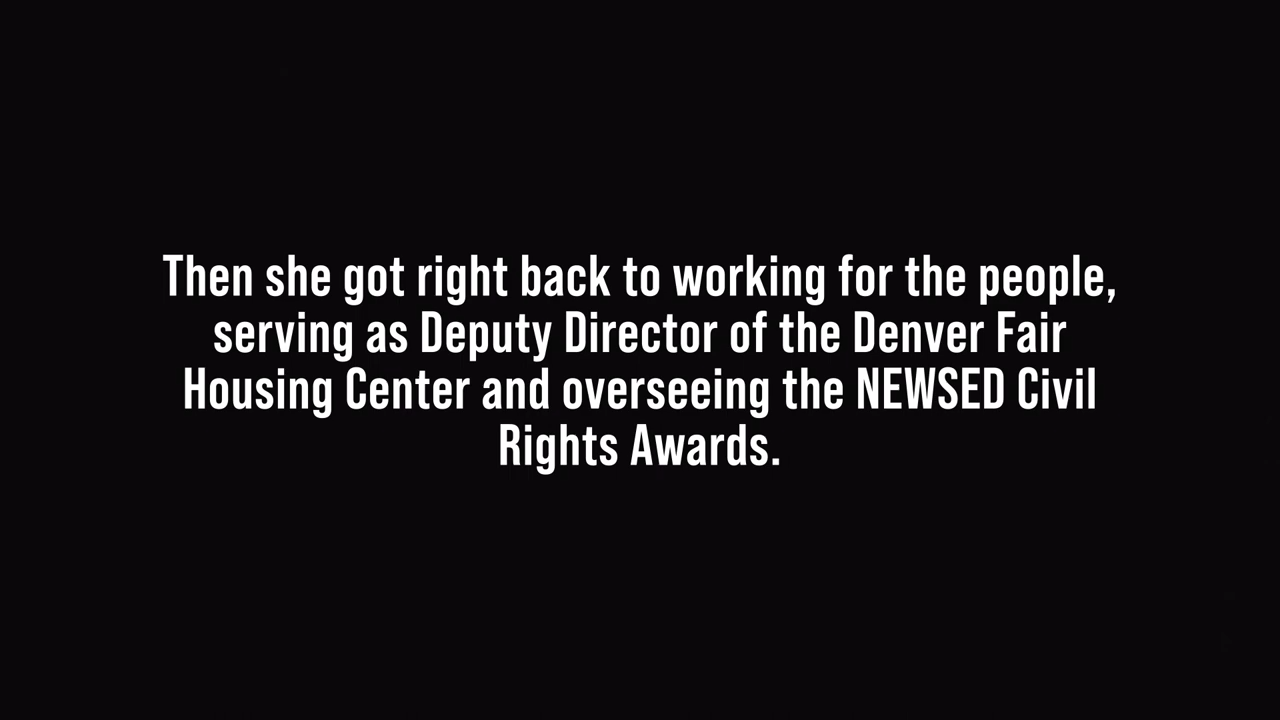 Then she got right back to working for the people,
serving as Deputy Director of the Denver Fair
Housing Center and overseeing the NEWSED Civil
Rights Awards.